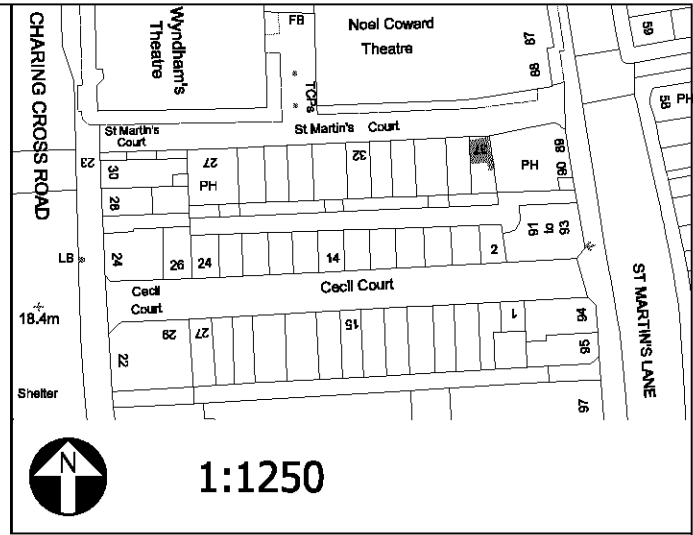 CHARING CROSS ROAD
Wyndham's
Theatre
FB
TCPs
Noel Coward
Theatre
87
88
59
58
PH
St Martin's
Court
St Martin's Court
23
30
28
27
PH
32
37
PH
89
90
91
to
93
LB
24
26
24
14
2
Cecil
Court
Cecil Court
18.4m
29
27
15
1
94
95
22
97
Shelter
ST MARTIN'S LANE
N
1:1250